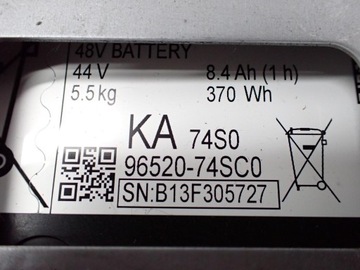 48V BATTERY
44 V 8.4 Ah (1 h)
5.5 kg 370 Wh
KA 74S0
96520-74SC0
SN:B13F305727